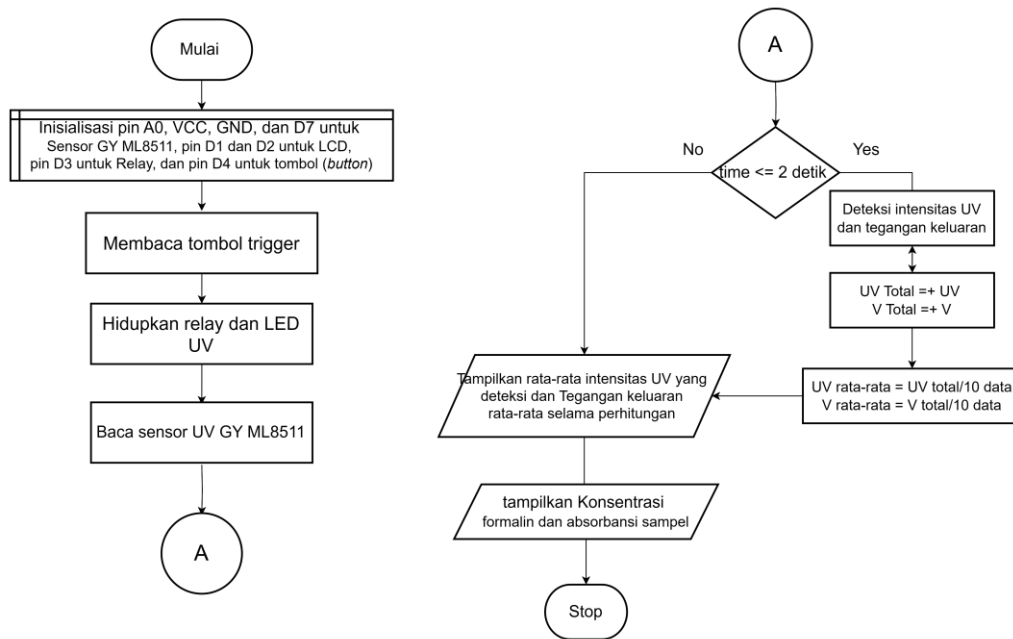 Mulai
Inisialisasi pin A0, VCC, GND, dan D7 untuk
Sensor GY ML8511, pin D1 dan D2 untuk LCD,
pin D3 untuk Relay, dan pin D4 untuk tombol (button)
Membaca tombol trigger
Hidupkan relay dan LED
UV
Baca sensor UV GY ML8511
A
A
No
Yes
time <= 2 detik
Deteksi intensitas UV
dan tegangan keluaran
UV Total =+ UV
V Total =+ V
UV rata-rata = UV total/10 data
V rata-rata = V total/10 data
Tampilkan rata-rata intensitas UV yang
deteksi dan Tegangan keluaran
rata-rata selama perhitungan
tampilkan Konsentrasi
formalin dan absorbansi sampel
Stop